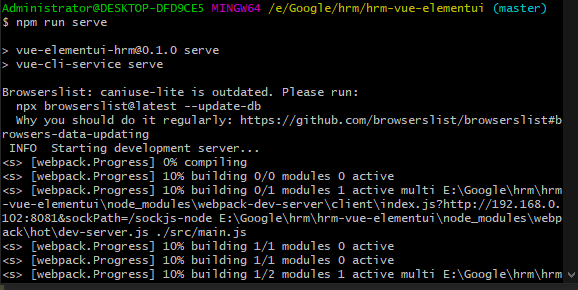 Administrator@DESKTOP-DFD9CE5 MINGW64 /e/Google/hrm/hrm-vue-elementui (master)
$ npm run serve
> vue-elementui-hrm@0.1.0 serve
> vue-cli-service serve
Browserslist: caniuse-lite is outdated. Please run:
  npx browserslist@latest --update-db
  Why you should do it regularly: https://github.com/browserslist/browserslist#b
rowsers-data-updating
 INFO  Starting development server...
<s> [webpack.Progress] 0% compiling
<s> [webpack.Progress] 10% building 0/0 modules 0 active
<s> [webpack.Progress] 10% building 0/1 modules 1 active multi E:\Google\hrm\hrm
-vue-elementui\node_modules\webpack-dev-server\client\index.js?http://192.168.0.
102:8081&sockPath=/sockjs-node E:\Google\hrm\hrm-vue-elementui\node_modules\webp
ack\hot\dev-server.js ./src/main.js
<s> [webpack.Progress] 10% building 1/1 modules 0 active
<s> [webpack.Progress] 10% building 1/1 modules 0 active
<s> [webpack.Progress] 10% building 1/2 modules 1 active multi E:\Google\hrm\hrm